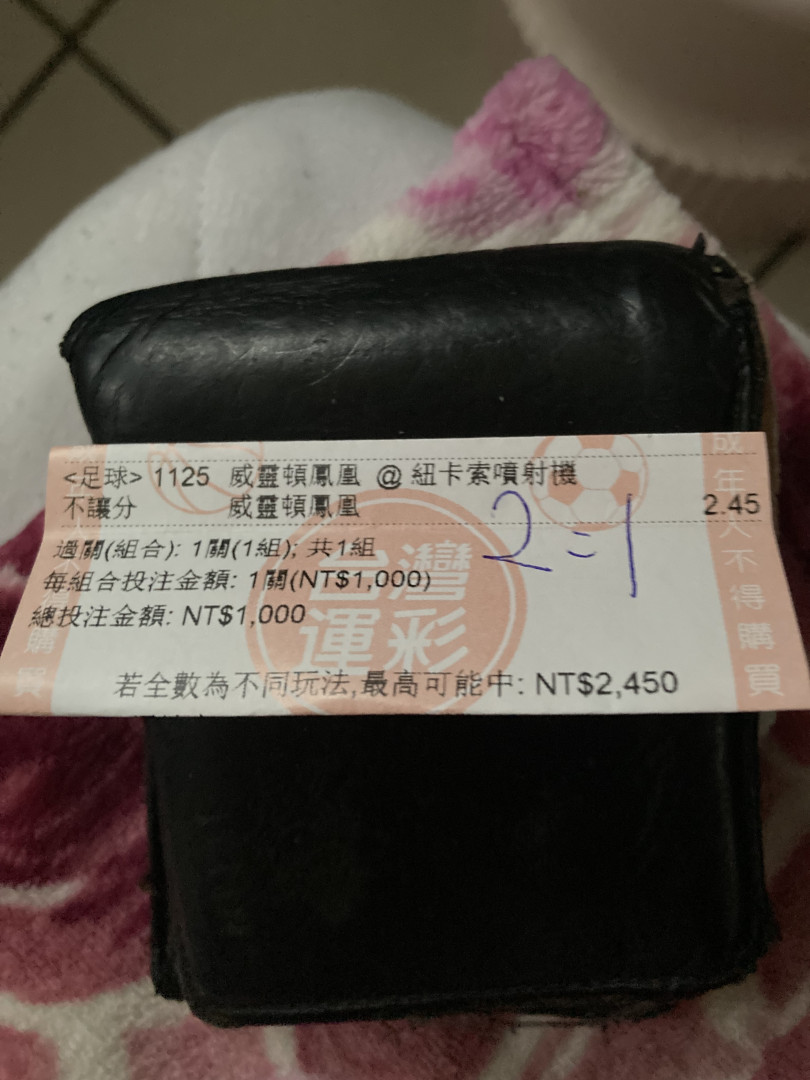 <足球> 1125 威靈頓鳳凰 @ 紐卡索噴射機
不讓分 威靈頓鳳凰 2.45
2=1
過關(組合): 1關(1組); 共1組
每組合投注金額: 1關(NT$1,000)
總投注金額: NT$1,000
若全數為不同玩法,最高可能中: NT$2,450
台灣
運彩
成年人不得購買
購買